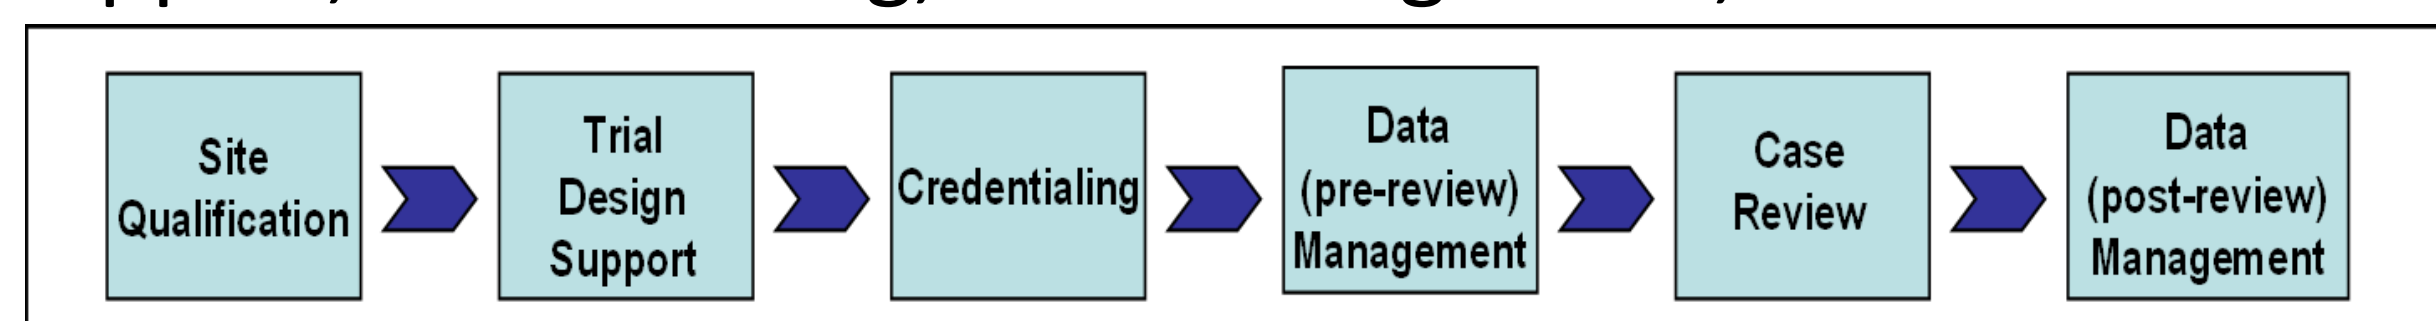 Site
Qualification
Trial
Design
Support
Credentialing
Data
(pre-review)
Management
Case
Review
Data
(post-review)
Management